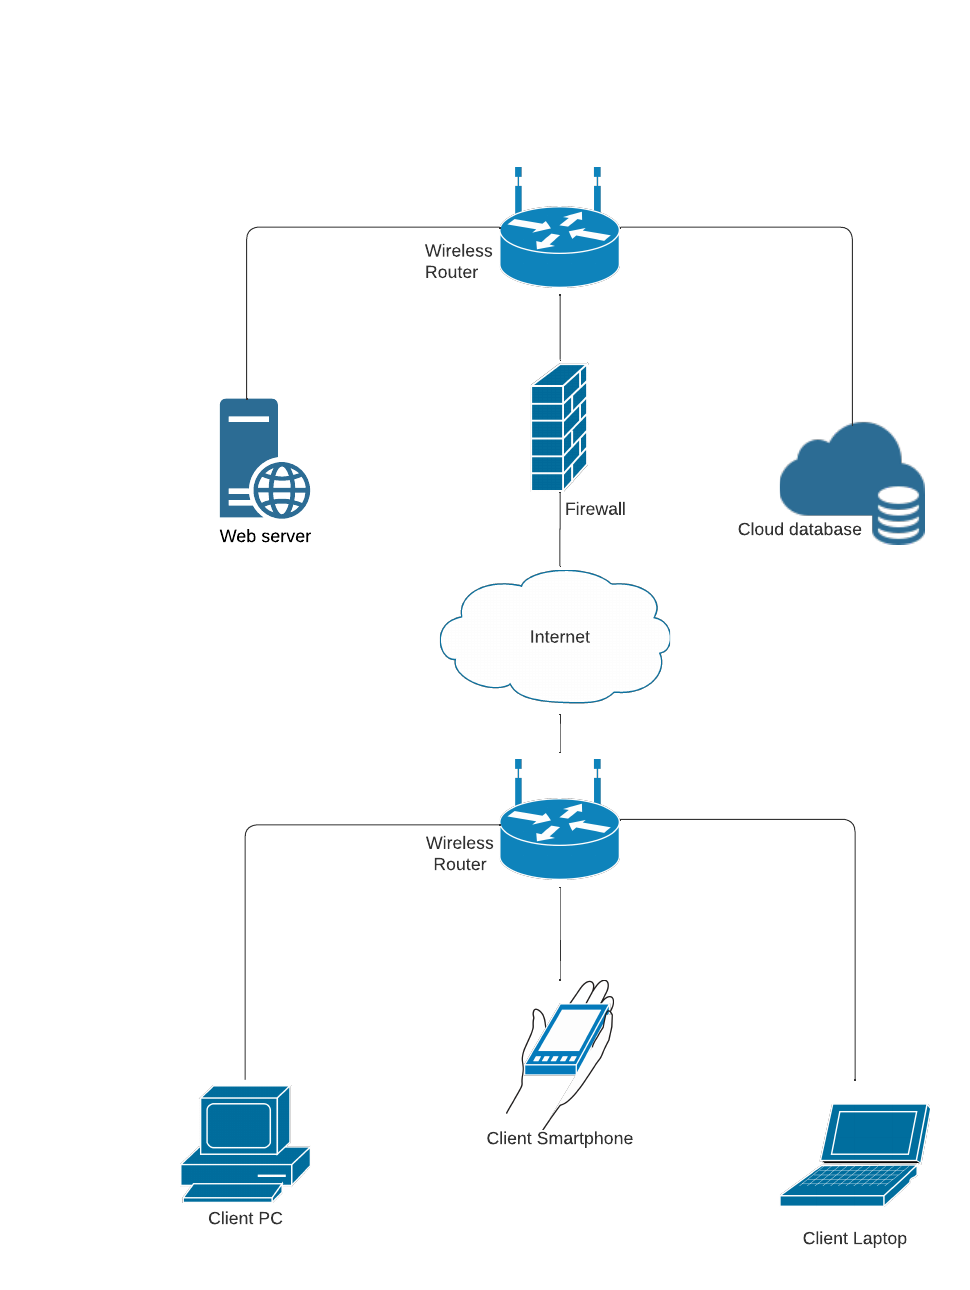 Wireless
Router
Firewall
Web server
Cloud database
Internet
Wireless
Router
Client Smartphone
Client PC
Client Laptop